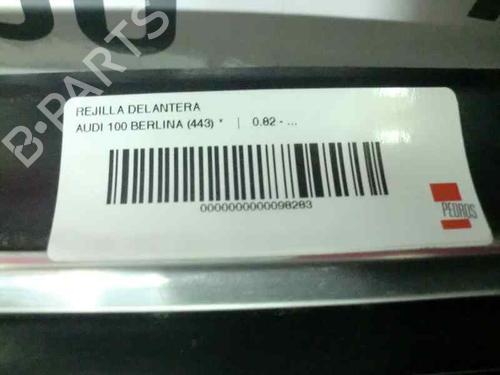 REJILLA DELANTERA
AUDI 100 BERLINA (443) * | 0.82 - ...
0000000000098283
PEDROS
B-PARTS